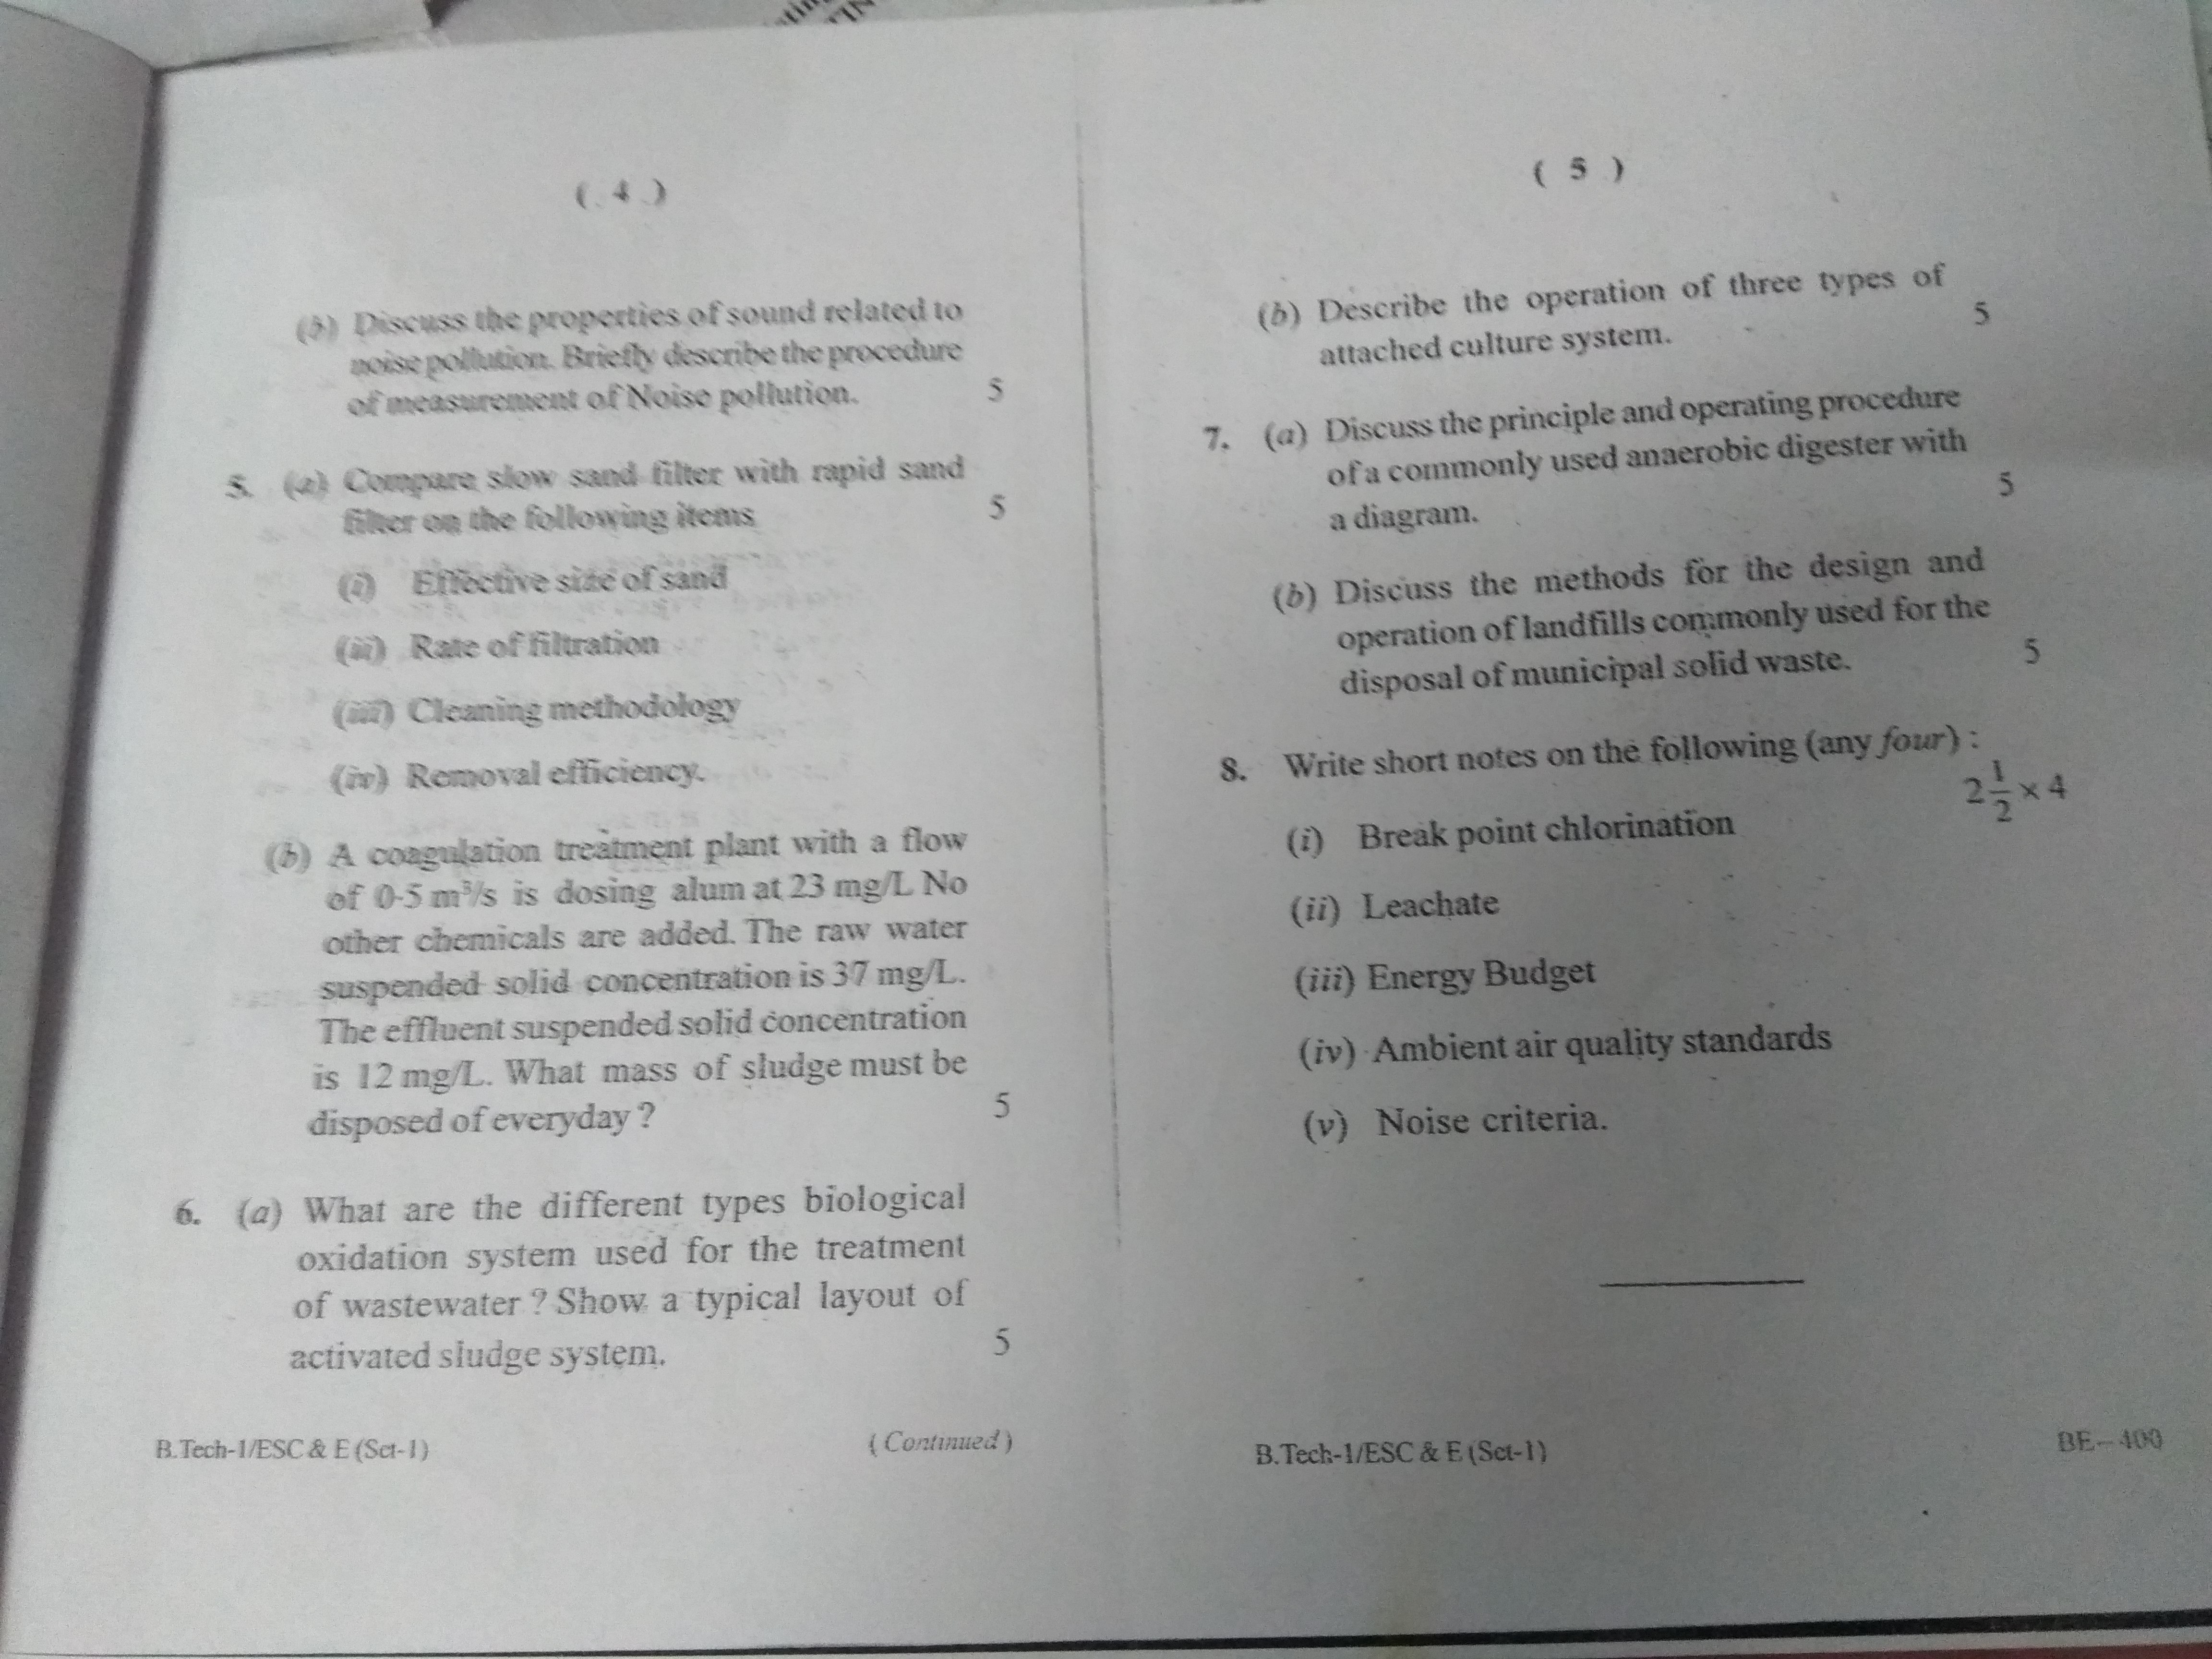 ( 4 )
(b) Discuss the properties of sound related to
noise pollution. Briefly describe the procedure
of measurement of Noise pollution. 5
5. (a) Compare slow sand filter with rapid sand
filter on the following items 5
(i) Effective size of sand
(ii) Rate of filtration
(iii) Cleaning methodology
(iv) Removal efficiency.
(b) A coagulation treatment plant with a flow
of 0·5 m³/s is dosing alum at 23 mg/L No
other chemicals are added. The raw water
suspended solid concentration is 37 mg/L.
The effluent suspended solid concentration
is 12 mg/L. What mass of sludge must be
disposed of everyday ? 5
6. (a) What are the different types biological
oxidation system used for the treatment
of wastewater ? Show a typical layout of
activated sludge system. 5
B.Tech-1/ESC & E (Set-1) ( Continued )
( 5 )
(b) Describe the operation of three types of
attached culture system. 5
7. (a) Discuss the principle and operating procedure
of a commonly used anaerobic digester with
a diagram. 5
(b) Discuss the methods for the design and
operation of landfills commonly used for the
disposal of municipal solid waste. 5
8. Write short notes on the following (any four) :
2 1/2 × 4
(i) Break point chlorination
(ii) Leachate
(iii) Energy Budget
(iv) Ambient air quality standards
(v) Noise criteria.
B.Tech-1/ESC & E (Set-1) BE–400